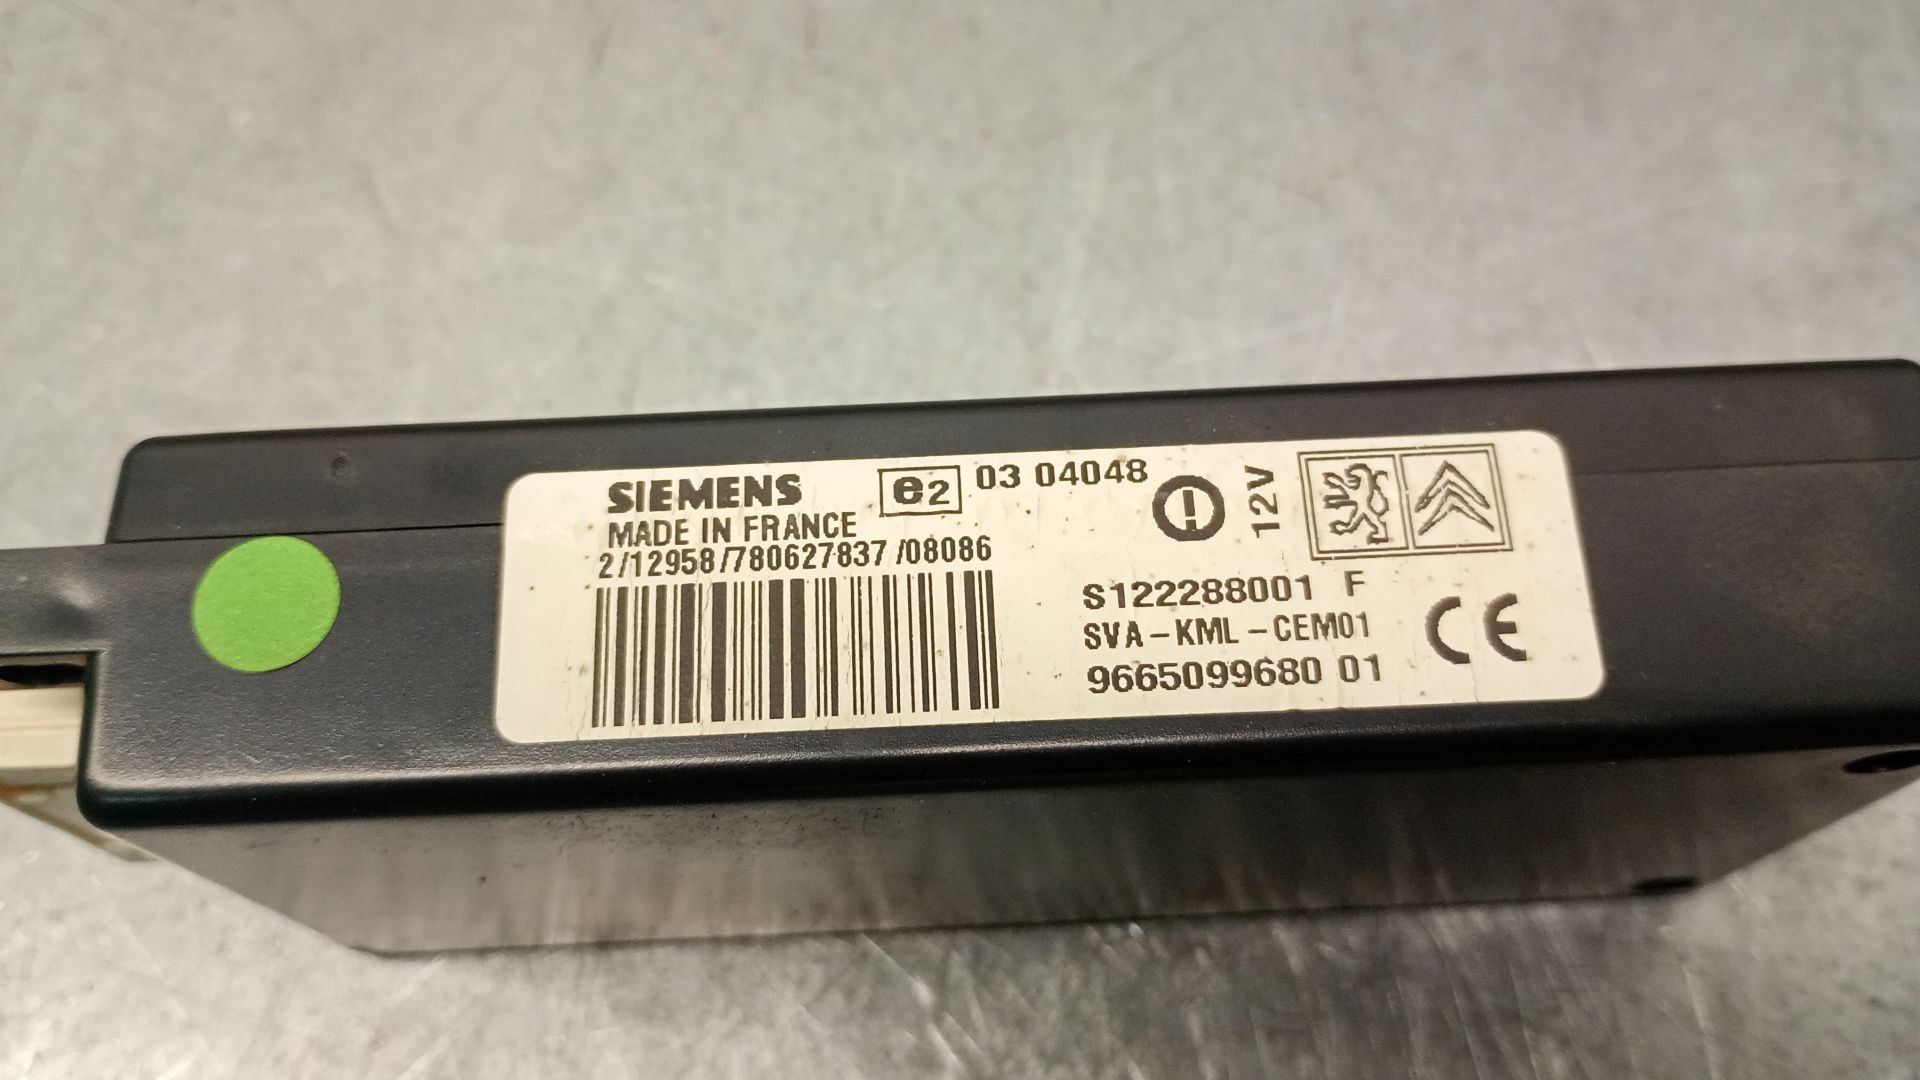 SIEMENS
MADE IN FRANCE
2/12958/780627837/08086
e2 03 04048
12V
S122288001 F
SVA-KML-CEM01
9665099680 01
CE